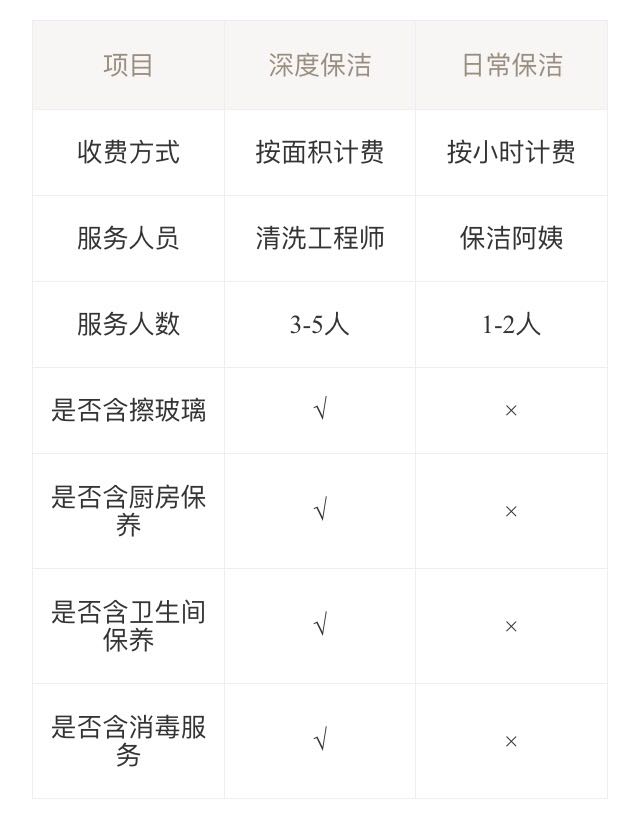 项目 深度保洁 日常保洁
收费方式 按面积计费 按小时计费
服务人员 清洗工程师 保洁阿姨
服务人数 3-5人 1-2人
是否含擦玻璃 √ ×
是否含厨房保
养 √ ×
是否含卫生间
保养 √ ×
是否含消毒服
务 √ ×